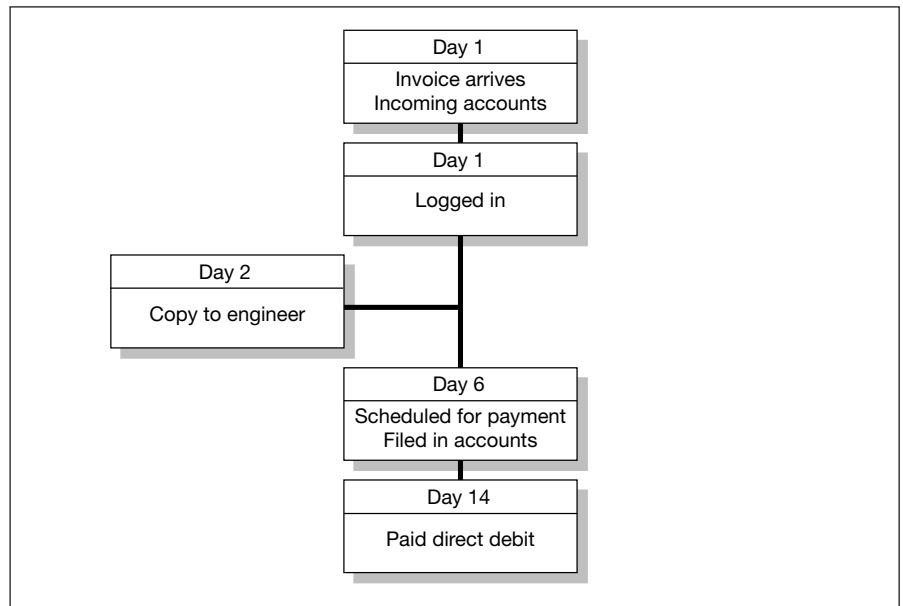 Day 1
Invoice arrives
Incoming accounts
Day 1
Logged in
Day 2
Copy to engineer
Day 6
Scheduled for payment
Filed in accounts
Day 14
Paid direct debit